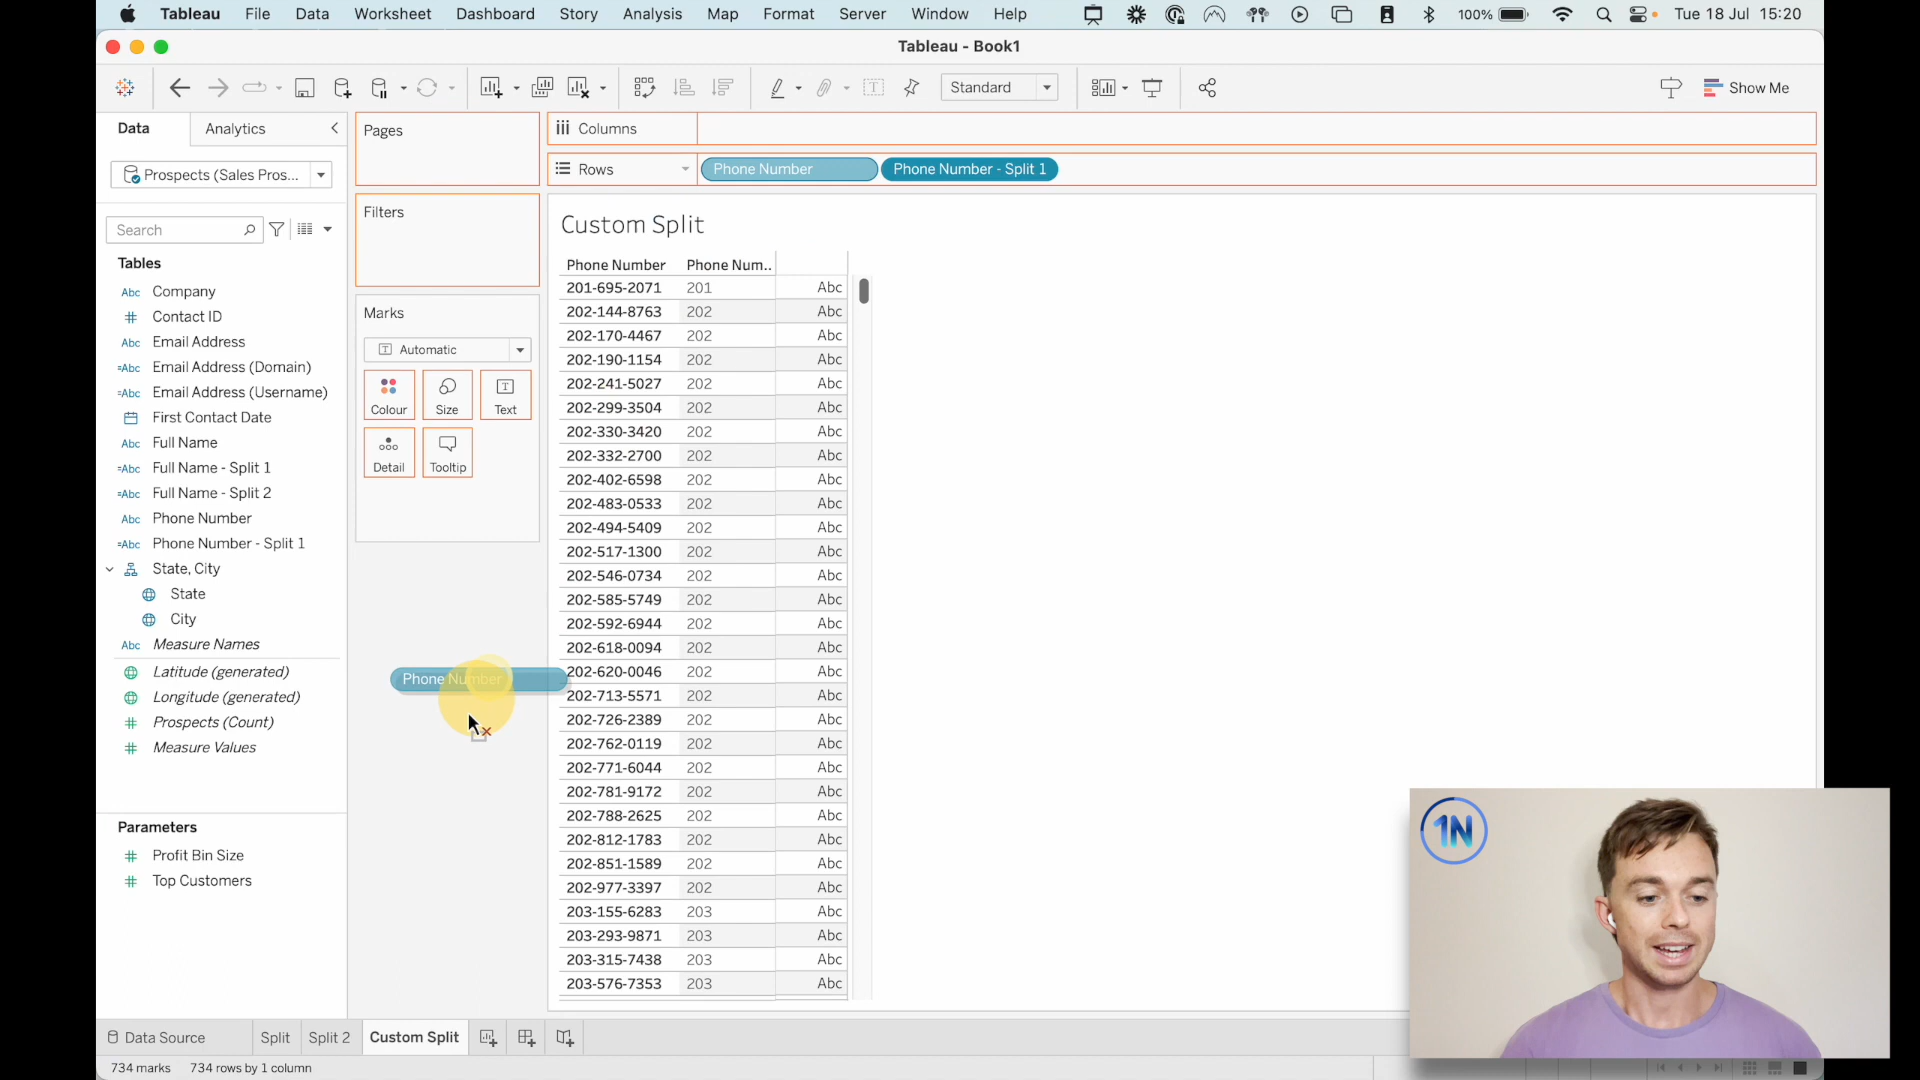 Tableau File Data Worksheet Dashboard Story Analysis Map Format Server Window Help 100% Tue 18 Jul 15:20
Tableau - Book1
Standard Show Me
Data Analytics
Prospects (Sales Pros...
Search
Tables
Abc Company
Contact ID
Abc Email Address
=Abc Email Address (Domain)
=Abc Email Address (Username)
First Contact Date
Abc Full Name
=Abc Full Name - Split 1
=Abc Full Name - Split 2
Abc Phone Number
=Abc Phone Number - Split 1
State, City
State
City
Abc Measure Names
Latitude (generated)
Longitude (generated)
Prospects (Count)
Measure Values
Parameters
Profit Bin Size
Top Customers
Pages
Filters
Marks
Automatic
Colour Size Text
Detail Tooltip
Phone Number
Columns
Rows Phone Number Phone Number - Split 1
Custom Split
Phone Number Phone Num..
201-695-2071 201 Abc
202-144-8763 202 Abc
202-170-4467 202 Abc
202-190-1154 202 Abc
202-241-5027 202 Abc
202-299-3504 202 Abc
202-330-3420 202 Abc
202-332-2700 202 Abc
202-402-6598 202 Abc
202-483-0533 202 Abc
202-494-5409 202 Abc
202-517-1300 202 Abc
202-546-0734 202 Abc
202-585-5749 202 Abc
202-592-6944 202 Abc
202-618-0094 202 Abc
202-620-0046 202 Abc
202-713-5571 202 Abc
202-726-2389 202 Abc
202-762-0119 202 Abc
202-771-6044 202 Abc
202-781-9172 202 Abc
202-788-2625 202 Abc
202-812-1783 202 Abc
202-851-1589 202 Abc
202-977-3397 202 Abc
203-155-6283 203 Abc
203-293-9871 203 Abc
203-315-7438 203 Abc
203-576-7353 203 Abc
1N
Data Source Split Split 2 Custom Split
734 marks 734 rows by 1 column